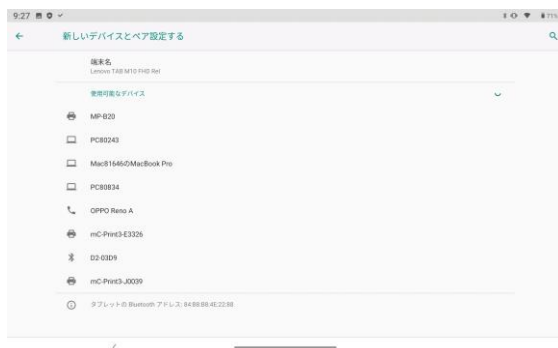 9:27
71%
新しいデバイスとペア設定する
端末名
Lenovo TAB M10 FHD Rel
使用可能なデバイス
MP-B20
PC80243
Mac81646のMacBook Pro
PC80834
OPPO Reno A
mC-Print3-E3326
D2-03D9
mC-Print3-J0039
タブレットの Bluetooth アドレス: 84:B8:B8:4E:22:98